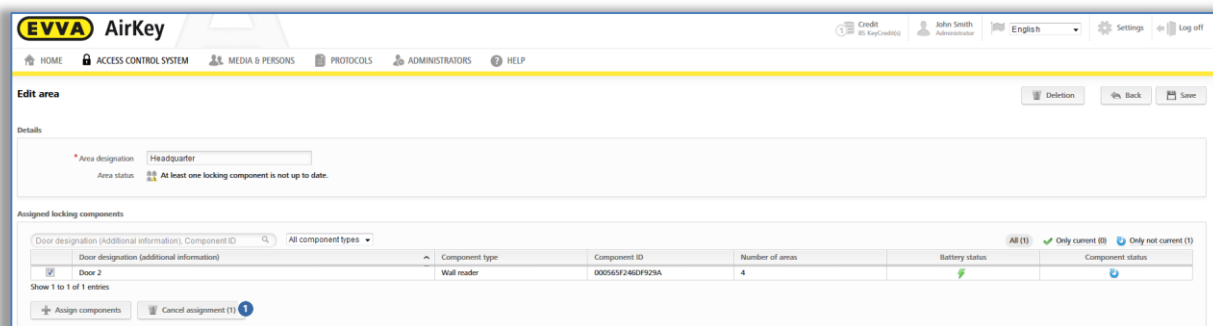 EVVA AirKey
1 Credit
85 KeyCredit(s)
John Smith
Administrator
English
Settings
Log off
HOME ACCESS CONTROL SYSTEM MEDIA & PERSONS PROTOCOLS ADMINISTRATORS HELP
Edit area
Deletion Back Save
Details
* Area designation Headquarter
Area status At least one locking component is not up to date.
Assigned locking components
Door designation (Additional information), Component ID All component types All (1) Only current (0) Only not current (1)
Door designation (additional information) Component type Component ID Number of areas Battery status Component status
Door 2 Wall reader 000565F246DF929A 4
Show 1 to 1 of 1 entries
Assign components Cancel assignment (1) 1